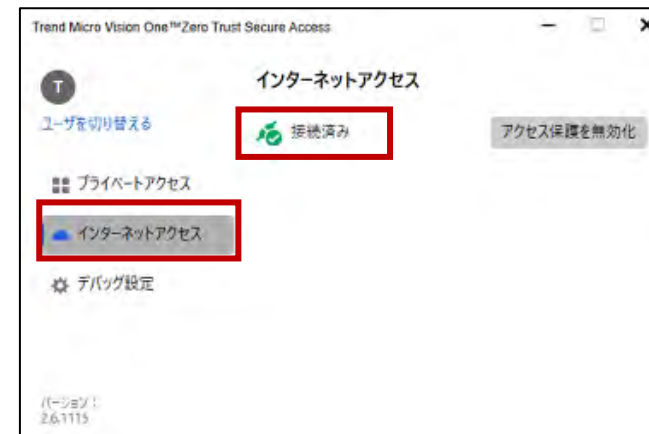 Trend Micro Vision One™Zero Trust Secure Access
T
インターネットアクセス
ユーザを切り替える
接続済み
アクセス保護を無効化
プライベートアクセス
インターネットアクセス
デバッグ設定
バージョン：
2.6.1115